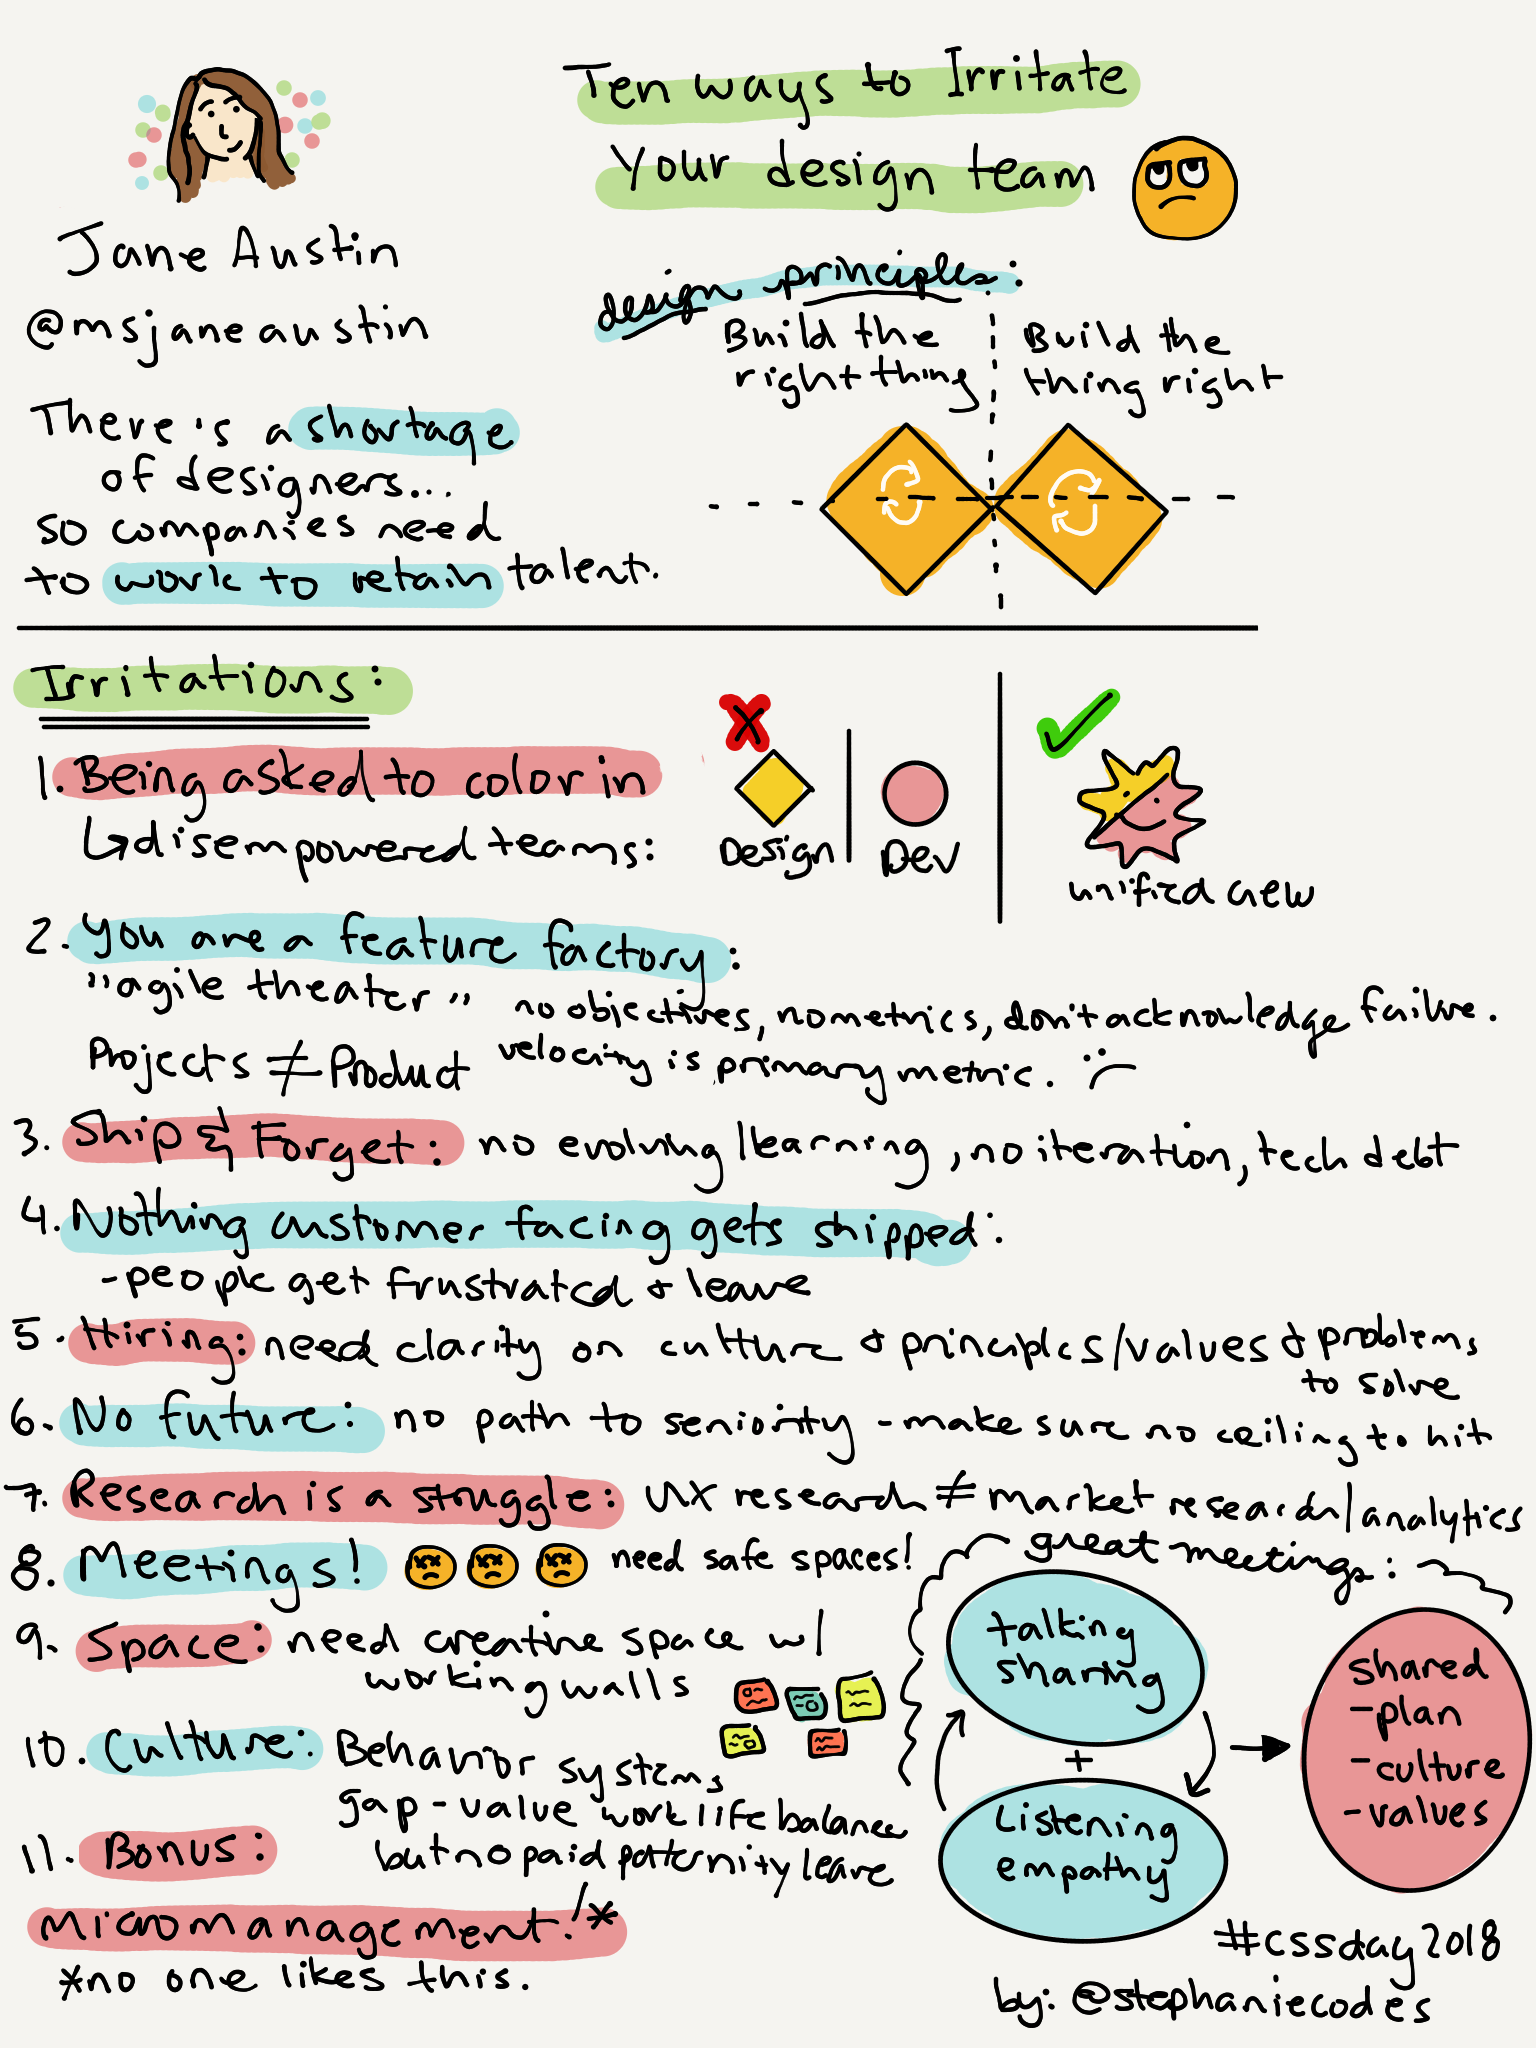 Ten ways to Irritate
Your design team
Jane Austin
@msjaneaustin
There's a shortage
of designers...
so companies need
to work to retain talent.
design principles:
Build the
right thing
Build the
thing right
Irritations:
1. Being asked to color in
↳disempowered teams:
X
Design
Dev
unified crew
2. You are a feature factory:
"agile theater"
no objectives, no metrics, don't acknowledge failure.
Projects ≠ Product
velocity is primary metric. :(
3. Ship & Forget: no evolving/learning, no iteration, tech debt
4. Nothing customer facing gets shipped:
- people get frustrated & leave
5. Hiring: need clarity on culture & principles/values & problems
to solve
6. No future: no path to seniority - make sure no ceiling to hit
7. Research is a struggle: UX research ≠ market research/analytics
8. Meetings! need safe spaces!
9. Space: need creative space w/
working walls
10. Culture: Behavior systems
gap - value work life balance
but no paid paternity leave
11. Bonus:
Micromanagement!*
*no one likes this.
great meetings:
talking
sharing
+
Listening
empathy
shared
- plan
- culture
- values
#cssday2018
by: @stephaniecodes